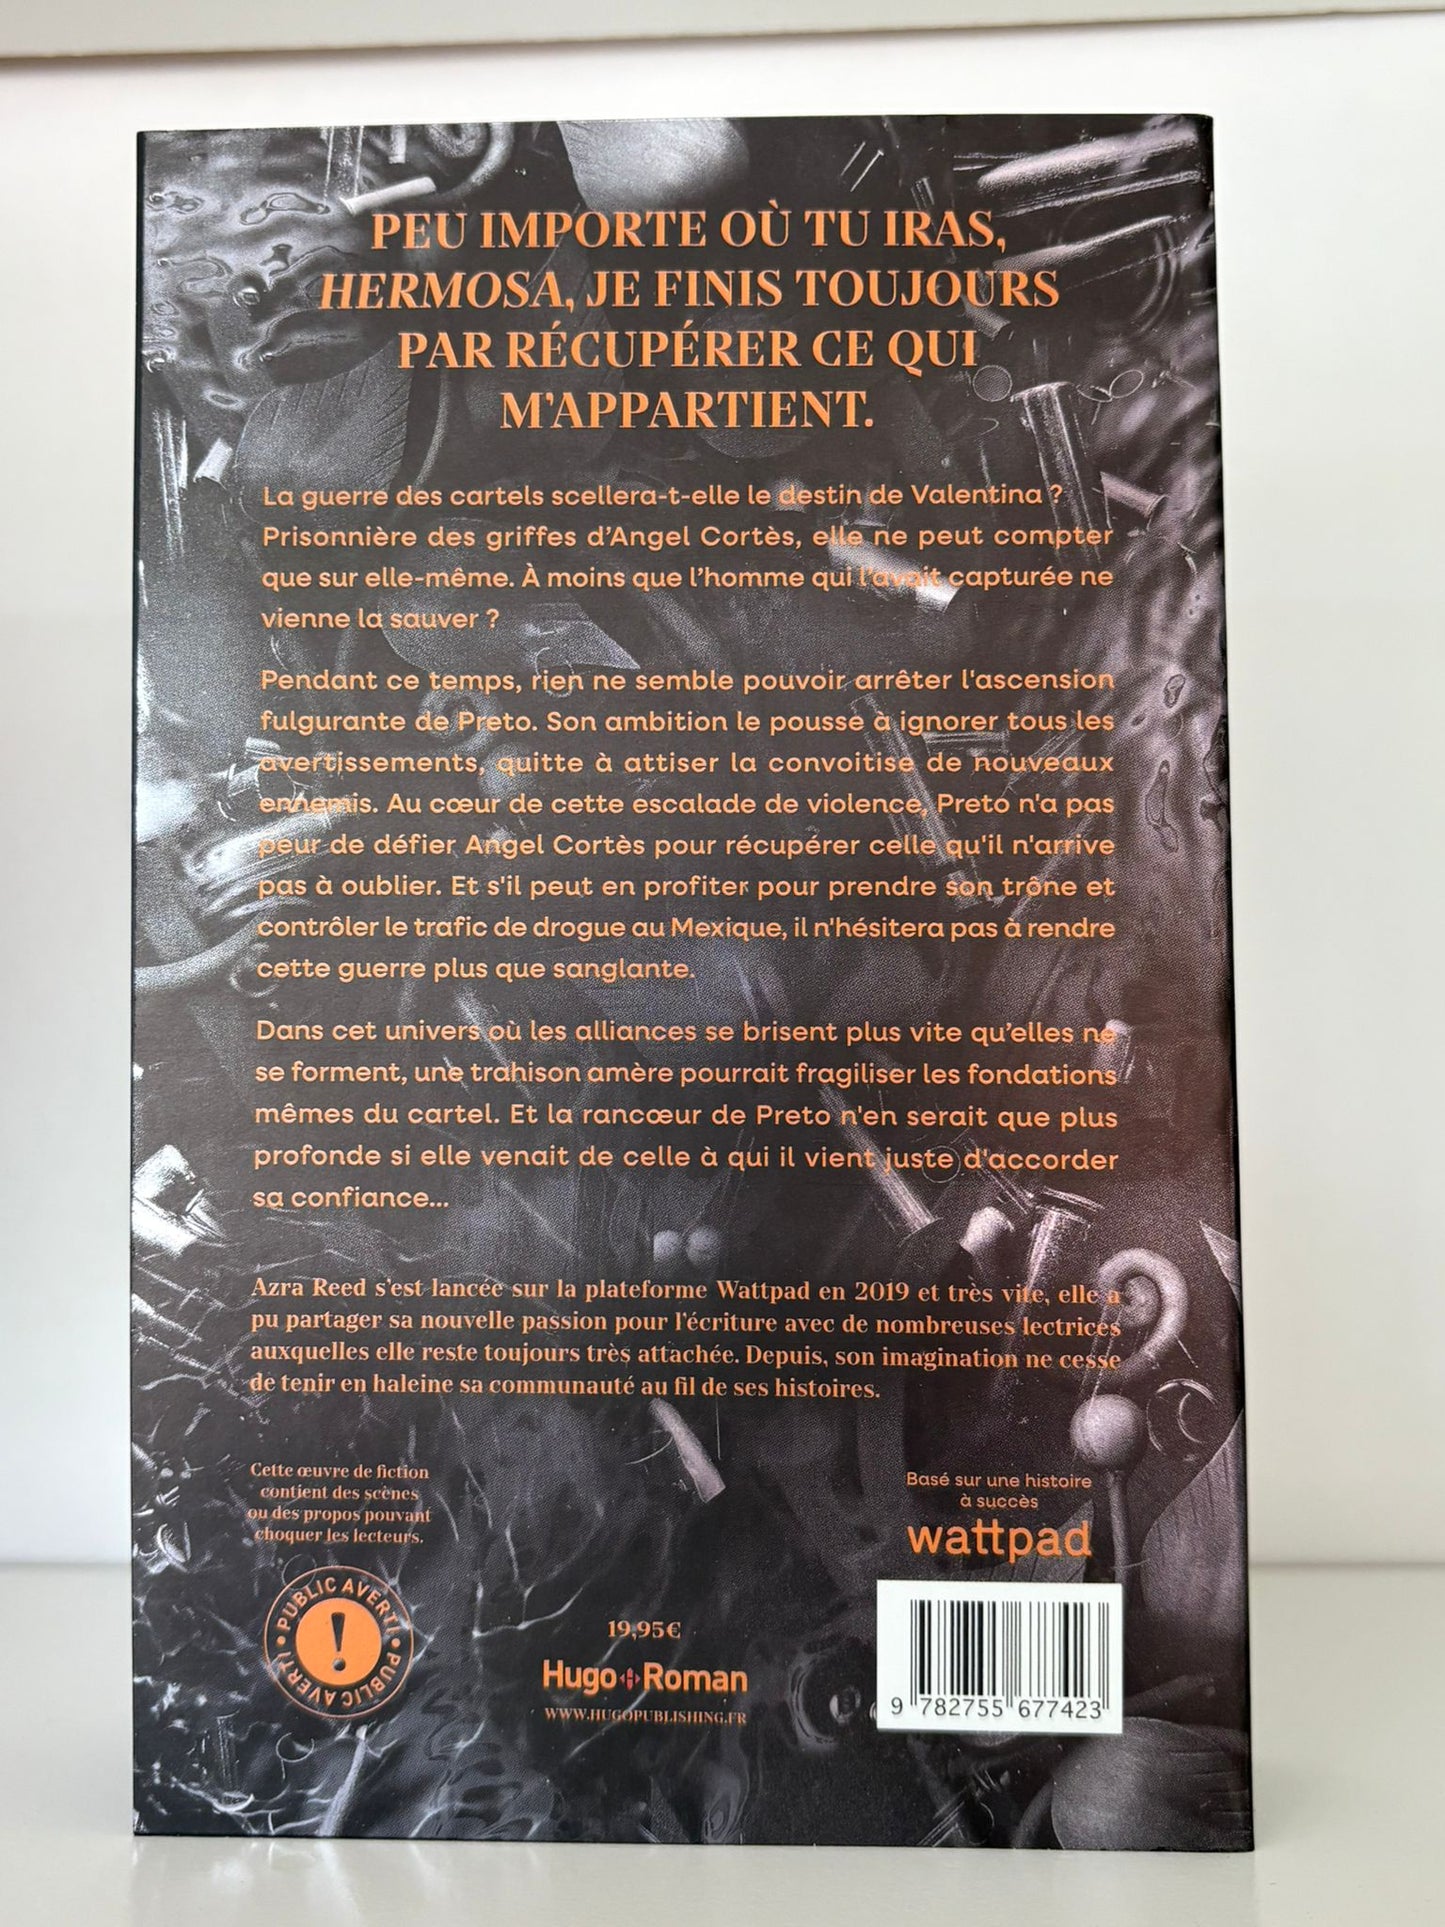 PEU IMPORTE OÙ TU IRAS,
HERMOSA, JE FINIS TOUJOURS
PAR RÉCUPÉRER CE QUI
M'APPARTIENT.
La guerre des cartels scellera-t-elle le destin de Valentina ?
Prisonnière des griffes d’Angel Cortès, elle ne peut compter
que sur elle-même. À moins que l’homme qui l’avait capturée ne
vienne la sauver ?
Pendant ce temps, rien ne semble pouvoir arrêter l'ascension
fulgurante de Preto. Son ambition le pousse à ignorer tous les
avertissements, quitte à attiser la convoitise de nouveaux
ennemis. Au cœur de cette escalade de violence, Preto n'a pas
peur de défier Angel Cortès pour récupérer celle qu'il n'arrive
pas à oublier. Et s'il peut en profiter pour prendre son trône et
contrôler le trafic de drogue au Mexique, il n'hésitera pas à rendre
cette guerre plus que sanglante.
Dans cet univers où les alliances se brisent plus vite qu’elles ne
se forment, une trahison amère pourrait fragiliser les fondations
mêmes du cartel. Et la rancœur de Preto n'en serait que plus
profonde si elle venait de celle à qui il vient juste d'accorder
sa confiance...
Azra Reed s’est lancée sur la plateforme Wattpad en 2019 et très vite, elle a
pu partager sa nouvelle passion pour l’écriture avec de nombreuses lectrices
auxquelles elle reste toujours très attachée. Depuis, son imagination ne cesse
de tenir en haleine sa communauté au fil de ses histoires.
Cette œuvre de fiction
contient des scènes
ou des propos pouvant
choquer les lecteurs.
PUBLIC AVERTI • PUBLIC AVERTI •
!
19,95€
Hugo Roman
WWW.HUGOPUBLISHING.FR
Basé sur une histoire
à succès
wattpad
9 782755 677423